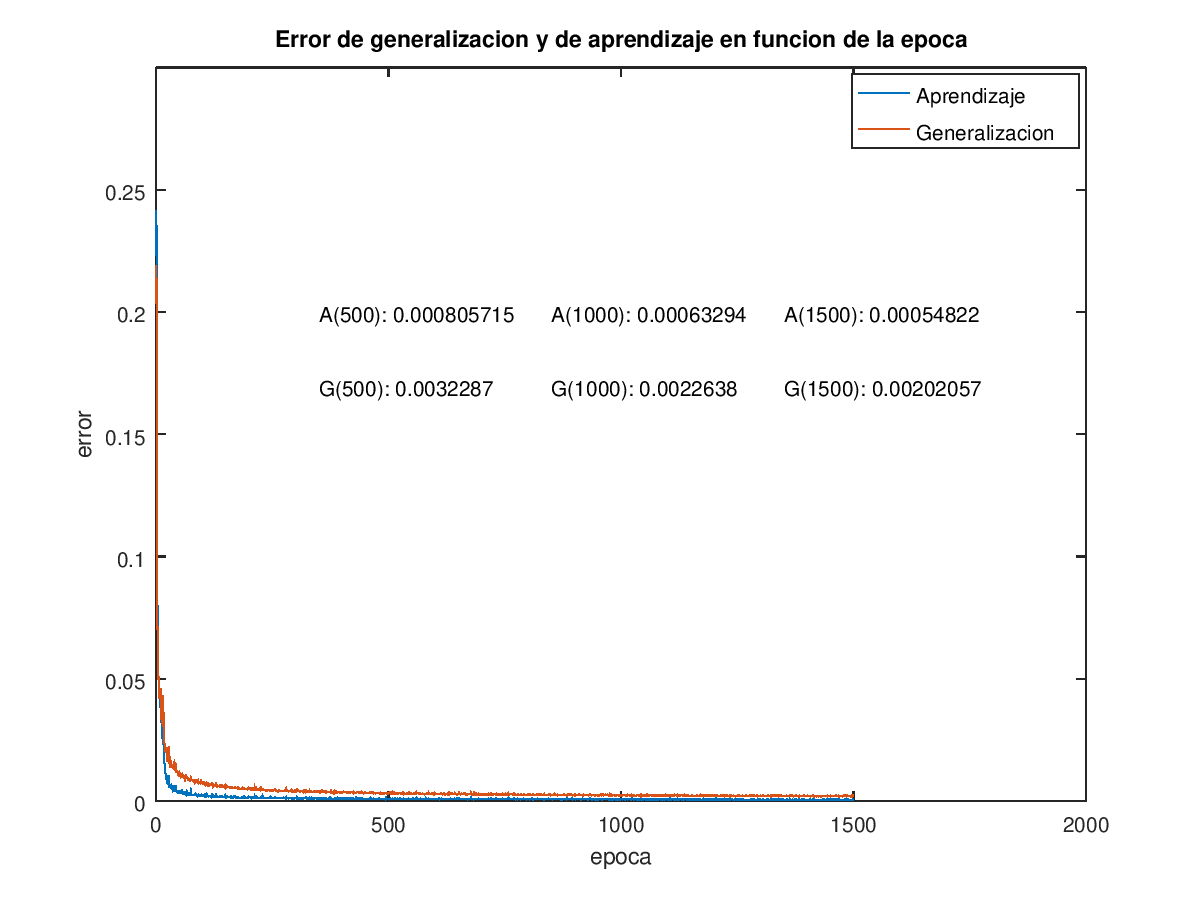 Error de generalizacion y de aprendizaje en funcion de la epoca
Aprendizaje
Generalizacion
0.25
0.2
0.15
0.1
0.05
0
error
A(500): 0.000805715 A(1000): 0.00063294 A(1500): 0.00054822
G(500): 0.0032287 G(1000): 0.0022638 G(1500): 0.00202057
0 500 1000 1500 2000
epoca